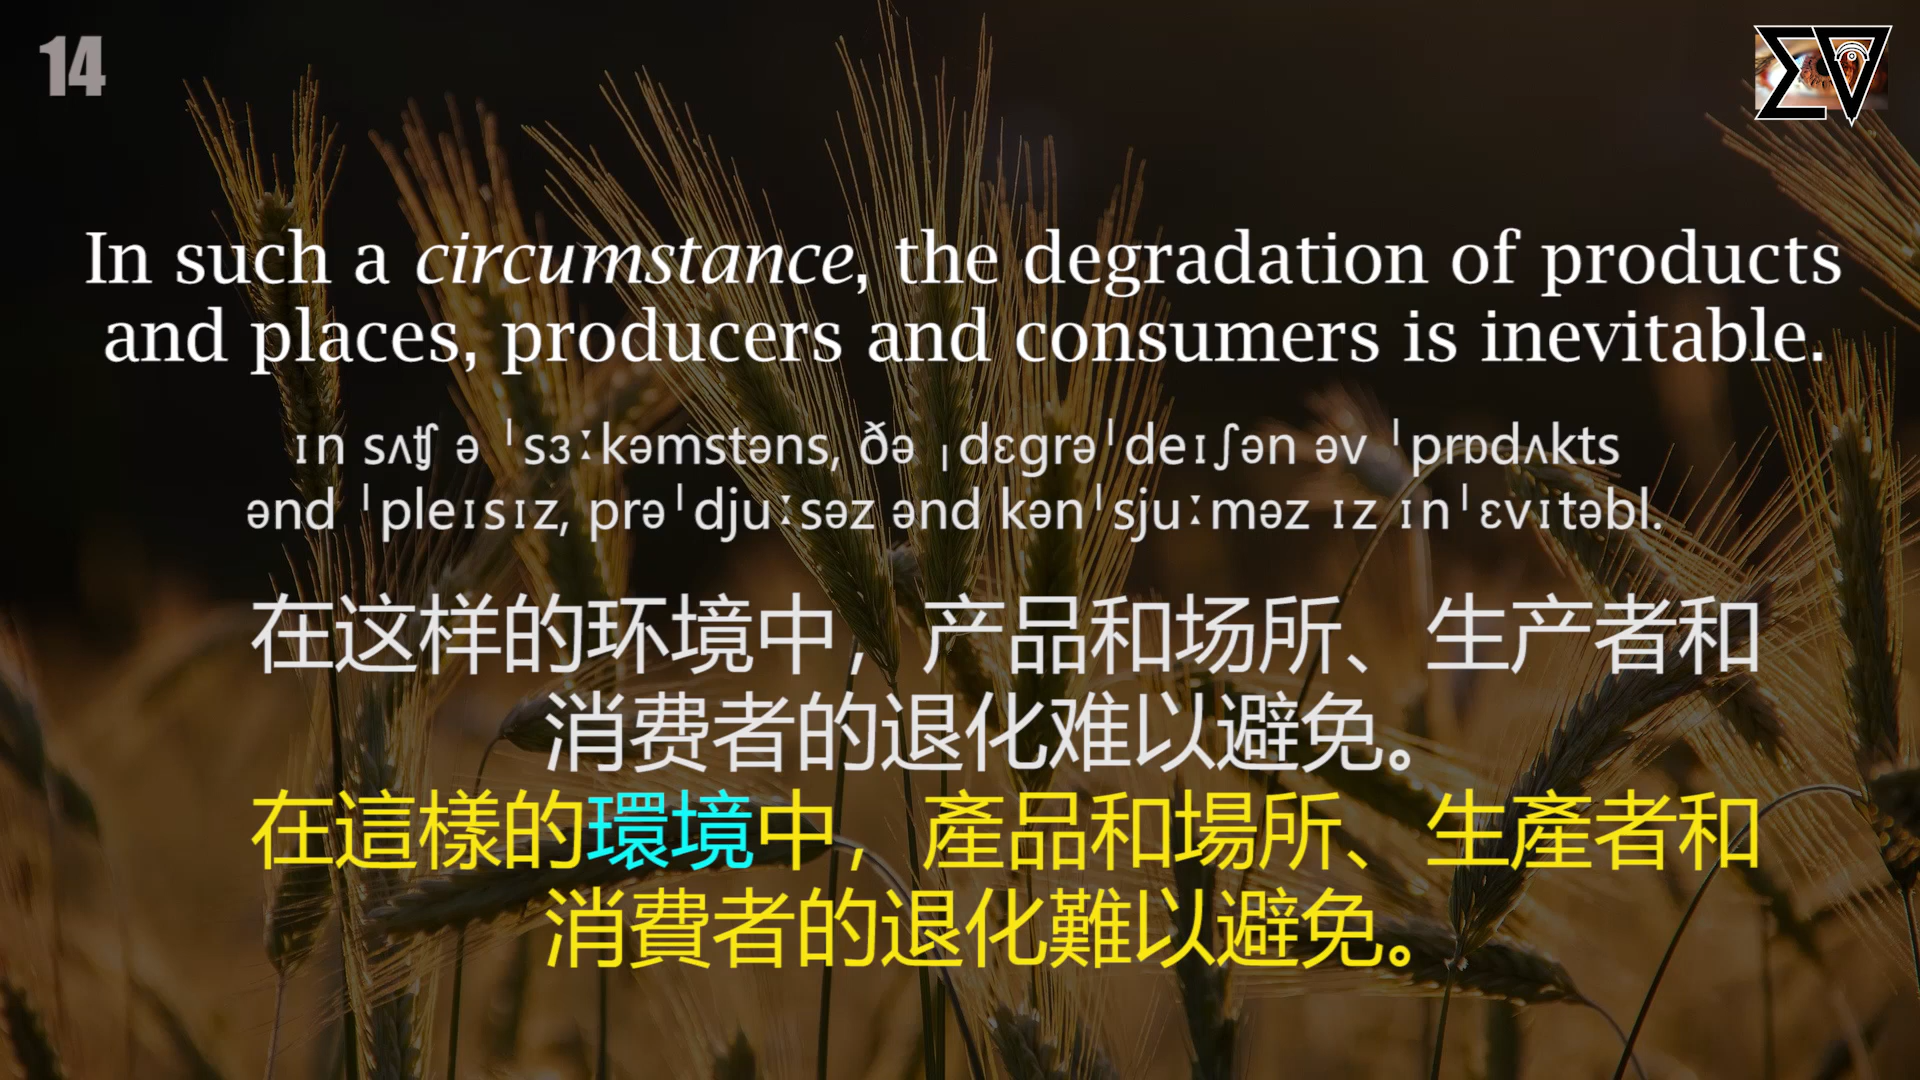 14
In such a circumstance, the degradation of products
and places, producers and consumers is inevitable.
ɪn sʌʧ ə ˈsɜːkəmstəns, ðə ˌdɛgrəˈdeɪʃən əv ˈprɒdʌkts
ənd ˈpleɪsɪz, prəˈdjuːsəz ənd kənˈsjuːməz ɪz ɪnˈɛvɪtəbl.
在这样的环境中，产品和场所、生产者和
消费者的退化难以避免。
在這樣的環境中，產品和場所、生產者和
消費者的退化難以避免。